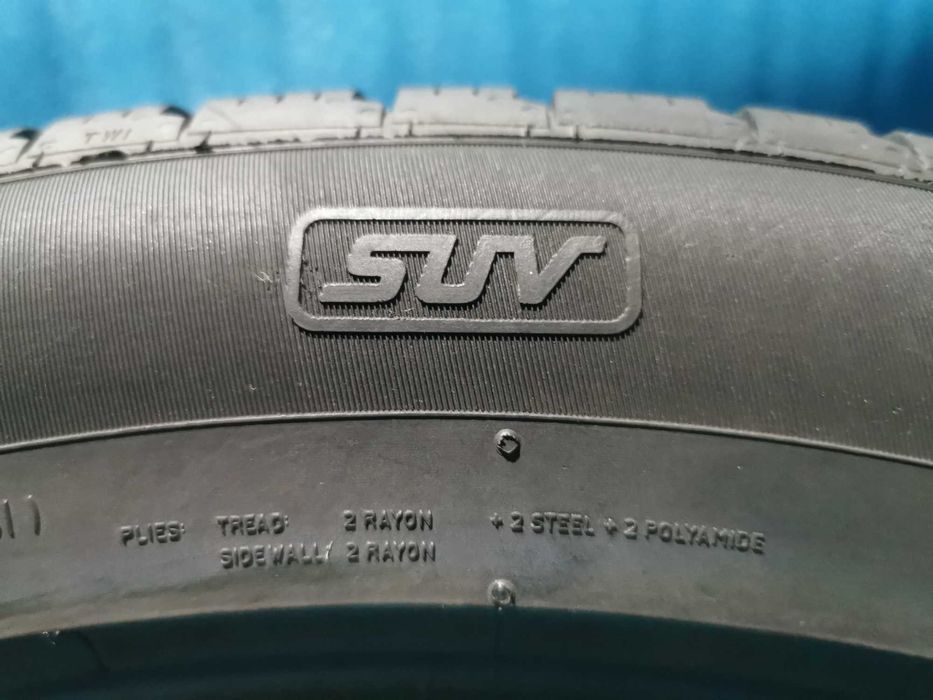 TWI
SUV
PLIES: TREAD: 2 RAYON + 2 STEEL + 2 POLYAMIDE
SIDEWALL: 2 RAYON